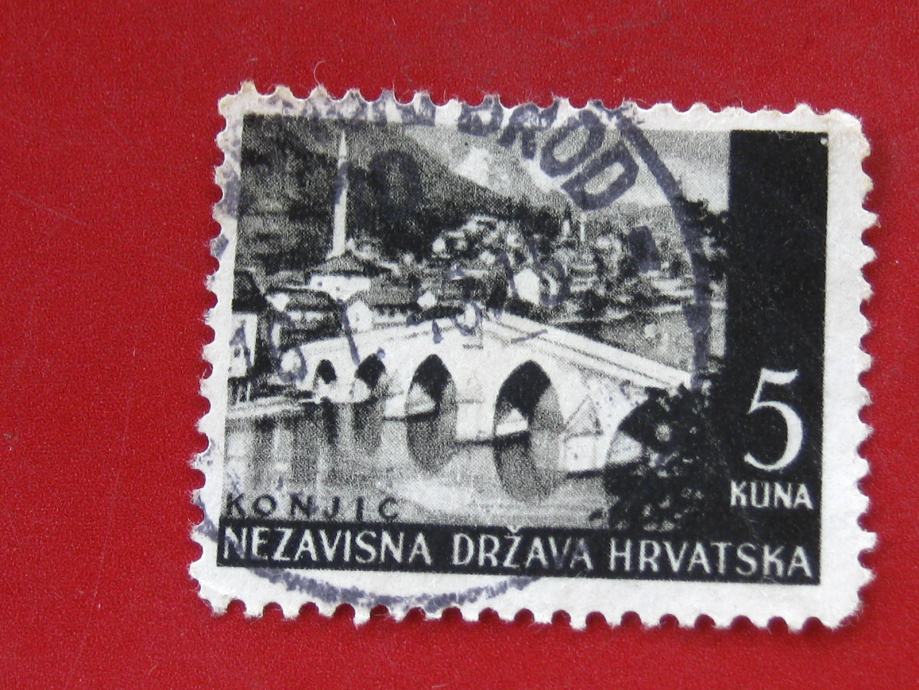 BROD
5
KUNA
KONJIC
NEZAVISNA DRŽAVA HRVATSKA